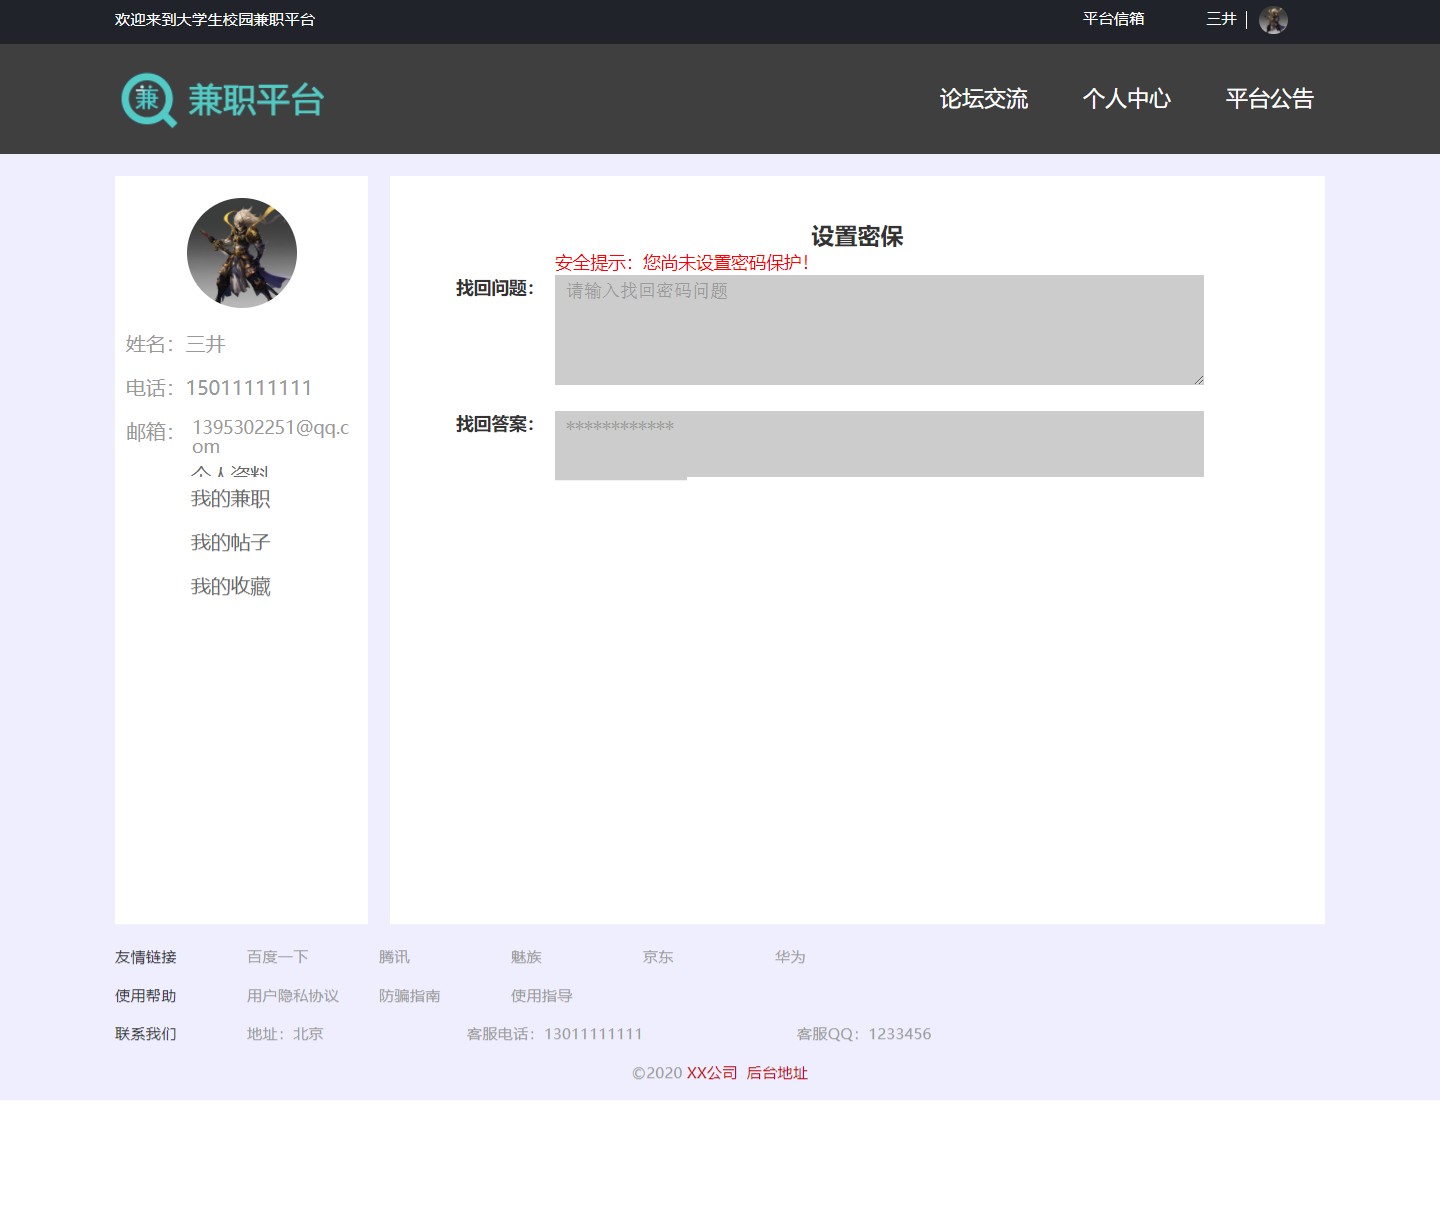 欢迎来到大学生校园兼职平台
平台信箱
三井
兼 兼职平台
论坛交流
个人中心
平台公告
姓名：三井
电话：15011111111
邮箱：
1395302251@qq.c
om
个人资料
我的兼职
我的帖子
我的收藏
设置密保
安全提示：您尚未设置密码保护！
找回问题：
请输入找回密码问题
找回答案：
************
友情链接 百度一下 腾讯 魅族 京东 华为
使用帮助 用户隐私协议 防骗指南 使用指导
联系我们 地址：北京 客服电话：13011111111 客服QQ：1233456
©2020 XX公司 后台地址